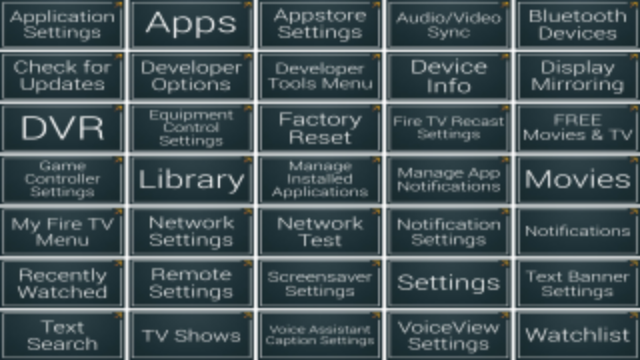 Application
Settings
Apps
Appstore
Settings
Audio/Video
Sync
Bluetooth
Devices
Check for
Updates
Developer
Options
Developer
Tools Menu
Device
Info
Display
Mirroring
DVR
Equipment
Control
Settings
Factory
Reset
Fire TV Recast
Settings
FREE
Movies & TV
Game
Controller
Settings
Library
Manage
Installed
Applications
Manage App
Notifications
Movies
My Fire TV
Menu
Network
Settings
Network
Test
Notification
Settings
Notifications
Recently
Watched
Remote
Settings
Screensaver
Settings
Settings
Text Banner
Settings
Text
Search
TV Shows
Voice Assistant
Caption Settings
VoiceView
Settings
Watchlist